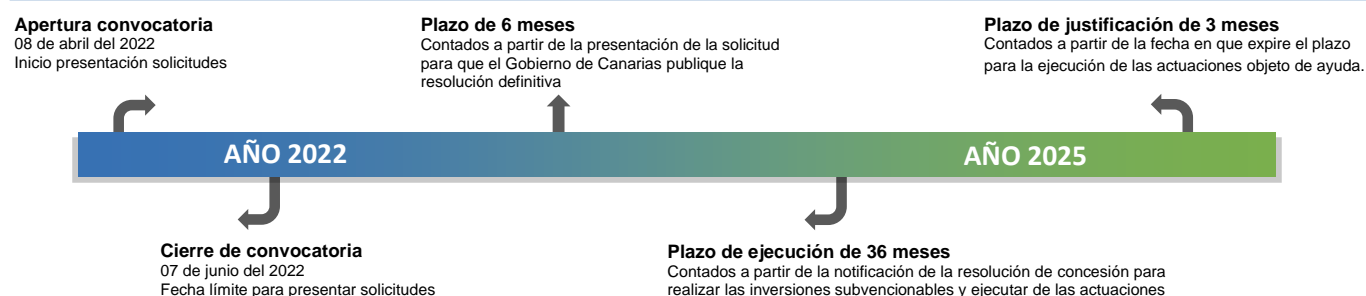 Apertura convocatoria
08 de abril del 2022
Inicio presentación solicitudes
Plazo de 6 meses
Contados a partir de la presentación de la solicitud
para que el Gobierno de Canarias publique la
resolución definitiva
Plazo de justificación de 3 meses
Contados a partir de la fecha en que expire el plazo
para la ejecución de las actuaciones objeto de ayuda.
AÑO 2022
AÑO 2025
Cierre de convocatoria
07 de junio del 2022
Fecha límite para presentar solicitudes
Plazo de ejecución de 36 meses
Contados a partir de la notificación de la resolución de concesión para
realizar las inversiones subvencionables y ejecutar de las actuaciones